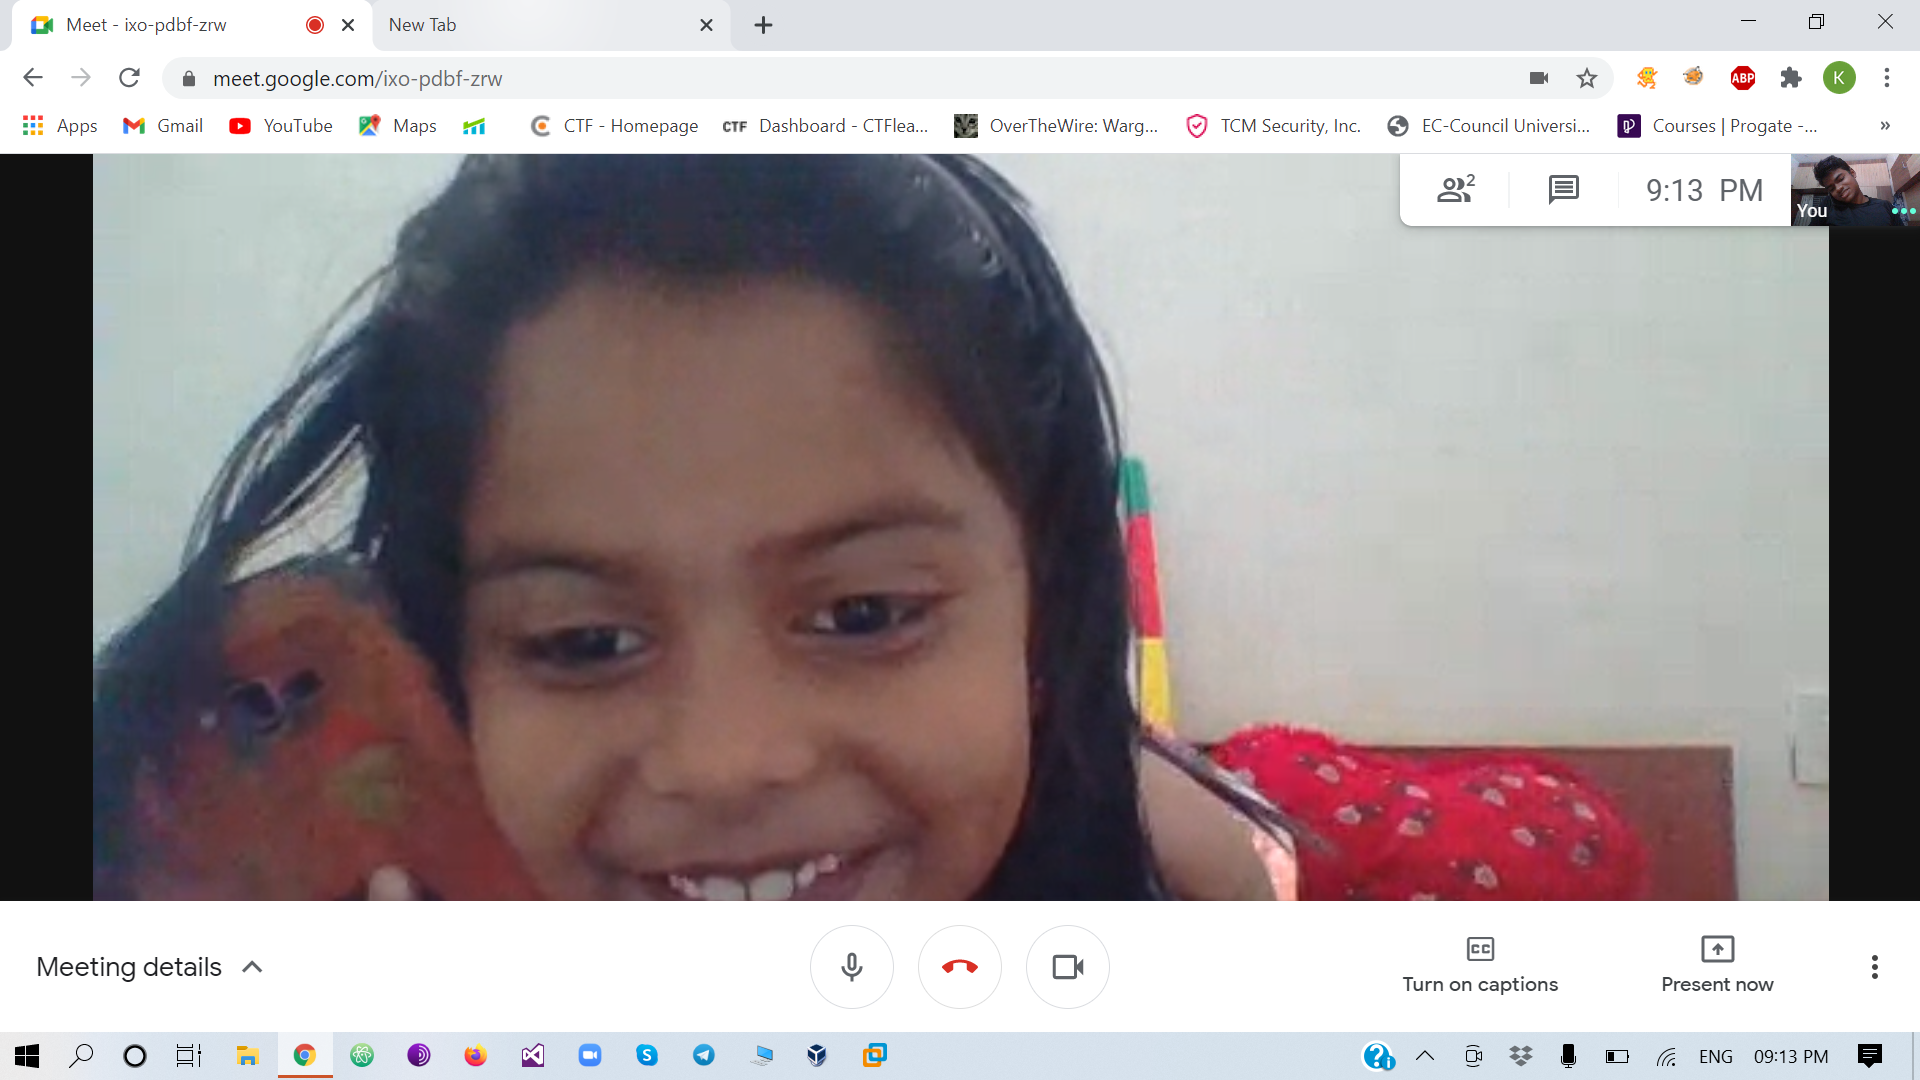 Meet - ixo-pdbf-zrw
New Tab
meet.google.com/ixo-pdbf-zrw
ABP
K
Apps
Gmail
YouTube
Maps
CTF - Homepage
CTF
Dashboard - CTFlea...
OverTheWire: Warg...
TCM Security, Inc.
EC-Council Universi...
Courses | Progate -...
»
2
9:13 PM
You
Meeting details
CC
Turn on captions
Present now
ENG
09:13 PM